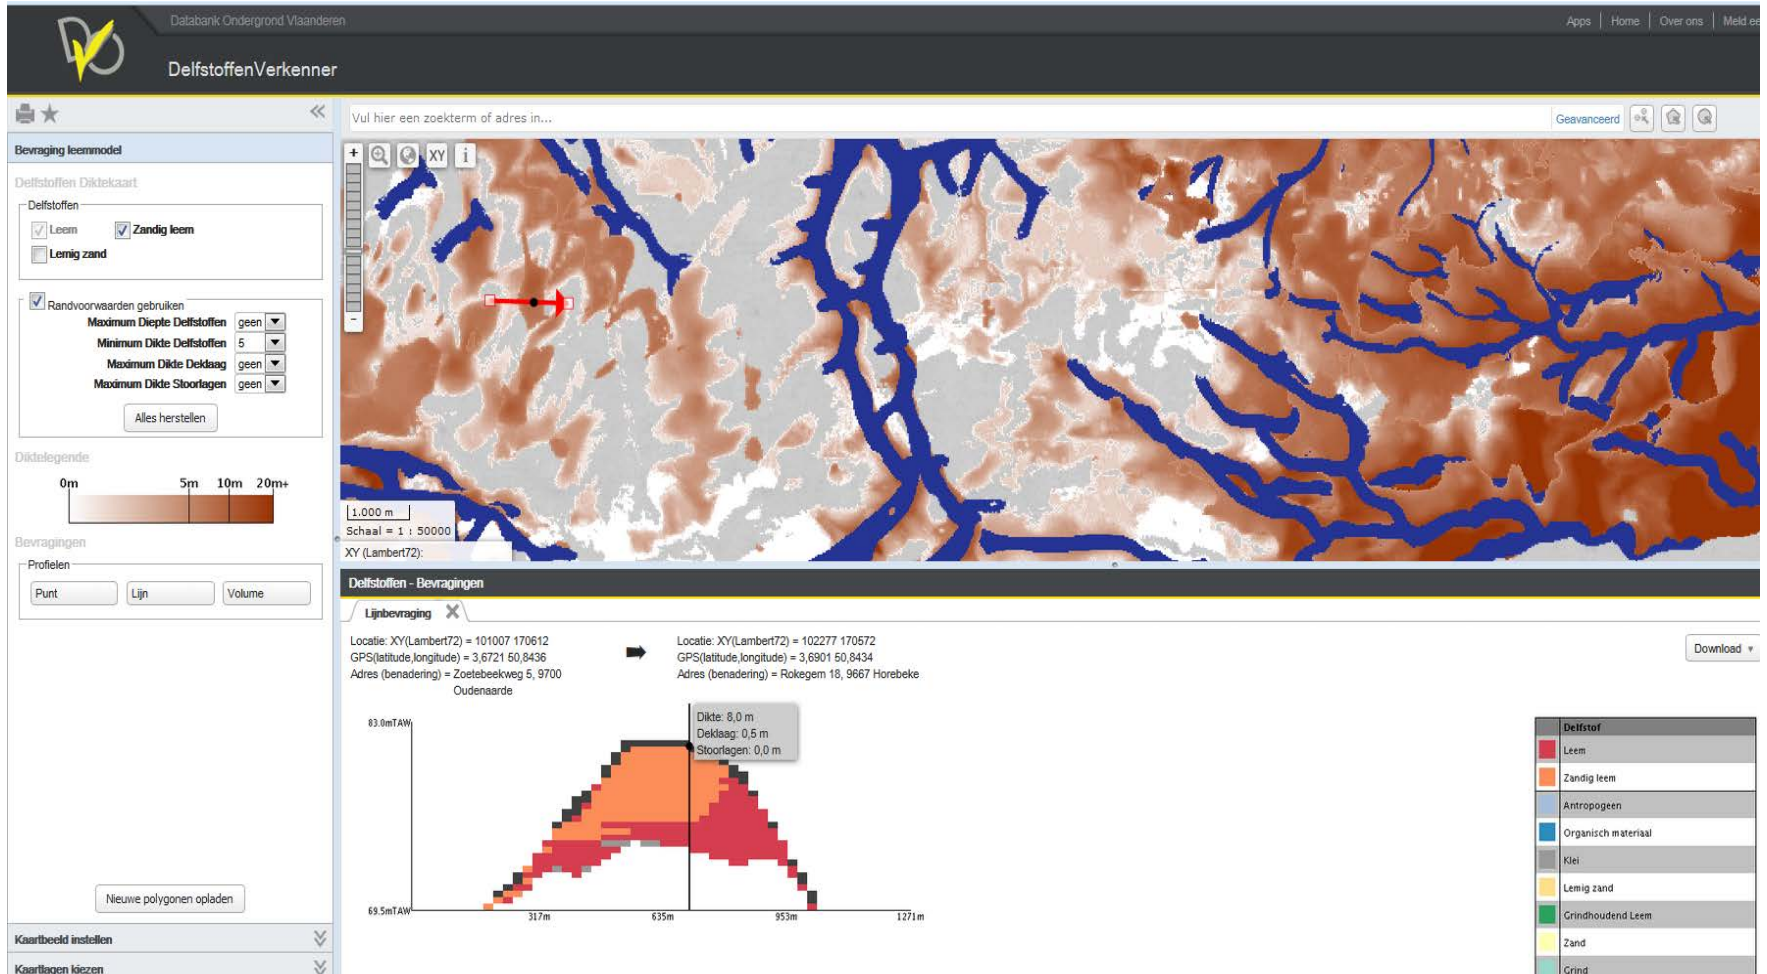 Databank Ondergrond Vlaanderen
Apps | Home | Over ons | Meld ee
DelfstoffenVerkenner
Vul hier een zoekterm of adres in...
Geavanceerd
Bevraging leemmodel
Delfstoffen Diktekaart
Delfstoffen
Leem
Zandig leem
Lemig zand
Randvoorwaarden gebruiken
Maximum Diepte Delfstoffen geen
Minimum Dikte Delfstoffen 5
Maximum Dikte Deklaag geen
Maximum Dikte Stoorlagen geen
Alles herstellen
Diktelegende
0m 5m 10m 20m+
Bevragingen
Profielen
Punt
Lijn
Volume
Nieuwe polygonen opladen
Kaartbeeld instellen
Kaartlagen kiezen
+
XY
i
-
1.000 m
Schaal = 1 : 50000
XY (Lambert72):
Delfstoffen - Bevragingen
Lijnbevraging
Locatie: XY(Lambert72) = 101007 170612
GPS(latitude,longitude) = 3,6721 50,8436
Adres (benadering) = Zoetebeekweg 5, 9700
Oudenaarde
Locatie: XY(Lambert72) = 102277 170572
GPS(latitude,longitude) = 3,6901 50,8434
Adres (benadering) = Rokegem 18, 9667 Horebeke
Download
83.0mTAW
Dikte: 8,0 m
Deklaag: 0,5 m
Stoorlagen: 0,0 m
69.5mTAW
317m 635m 953m 1271m
Delfstof
Leem
Zandig leem
Antropogeen
Organisch materiaal
Klei
Lemig zand
Grindhoudend Leem
Zand
Grind